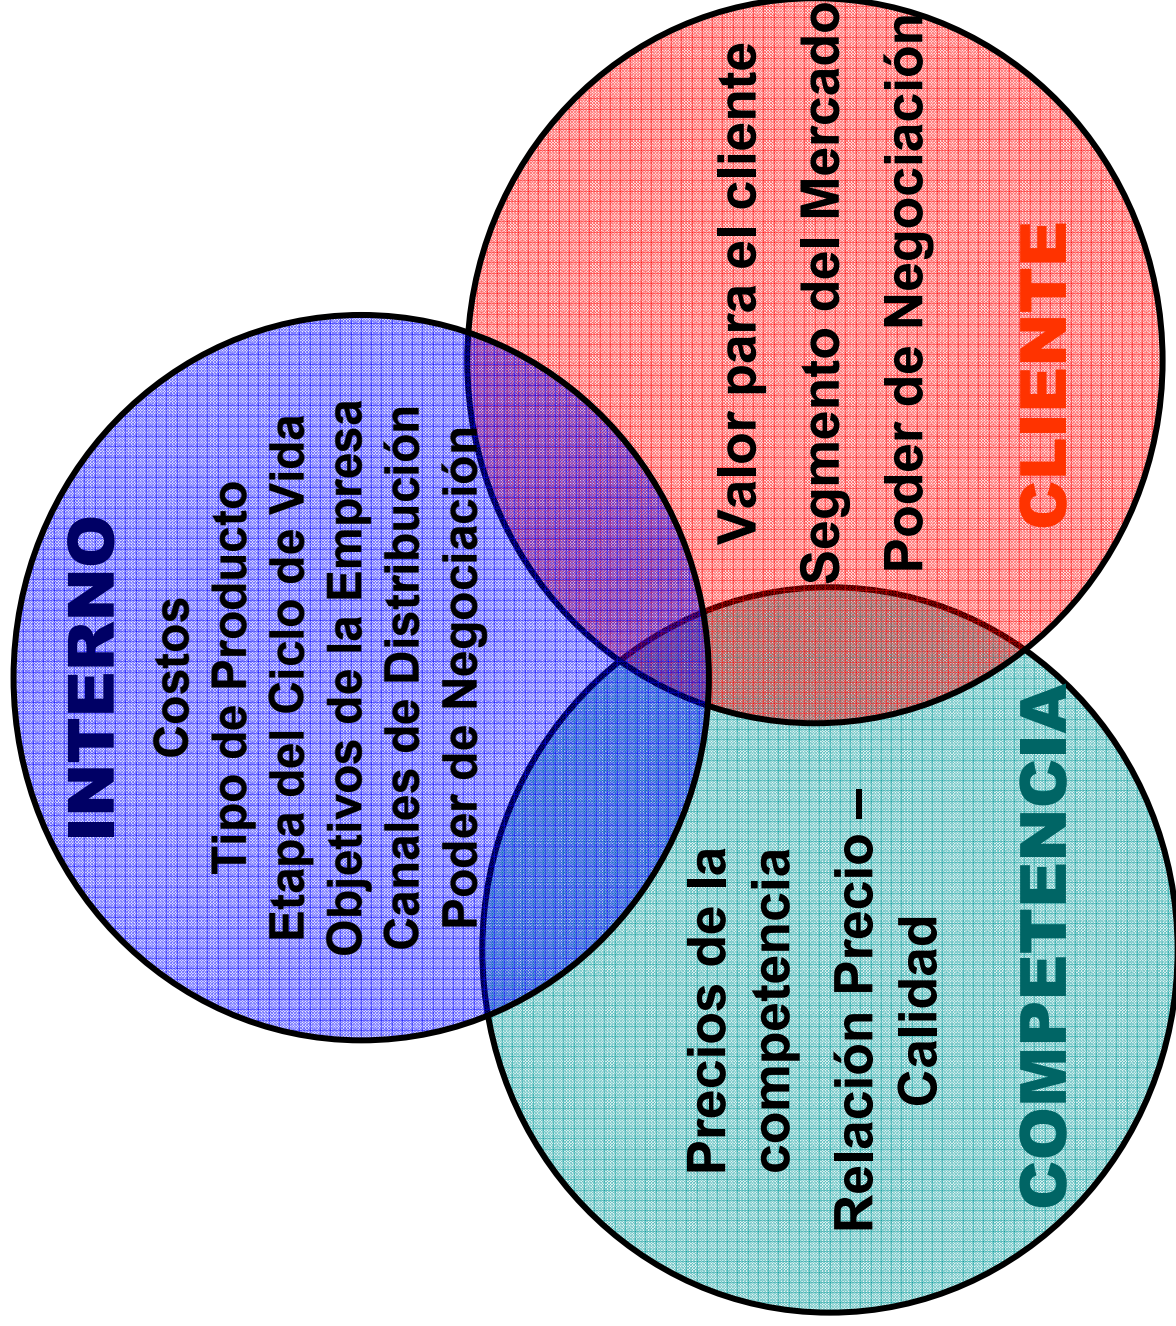 INTERNO
Costos
Tipo de Producto
Etapa del Ciclo de Vida
Objetivos de la Empresa
Canales de Distribución
Poder de Negociación
Precios de la
competencia
Relación Precio –
Calidad
COMPETENCIA
Valor para el cliente
Segmento del Mercado
Poder de Negociación
CLIENTE